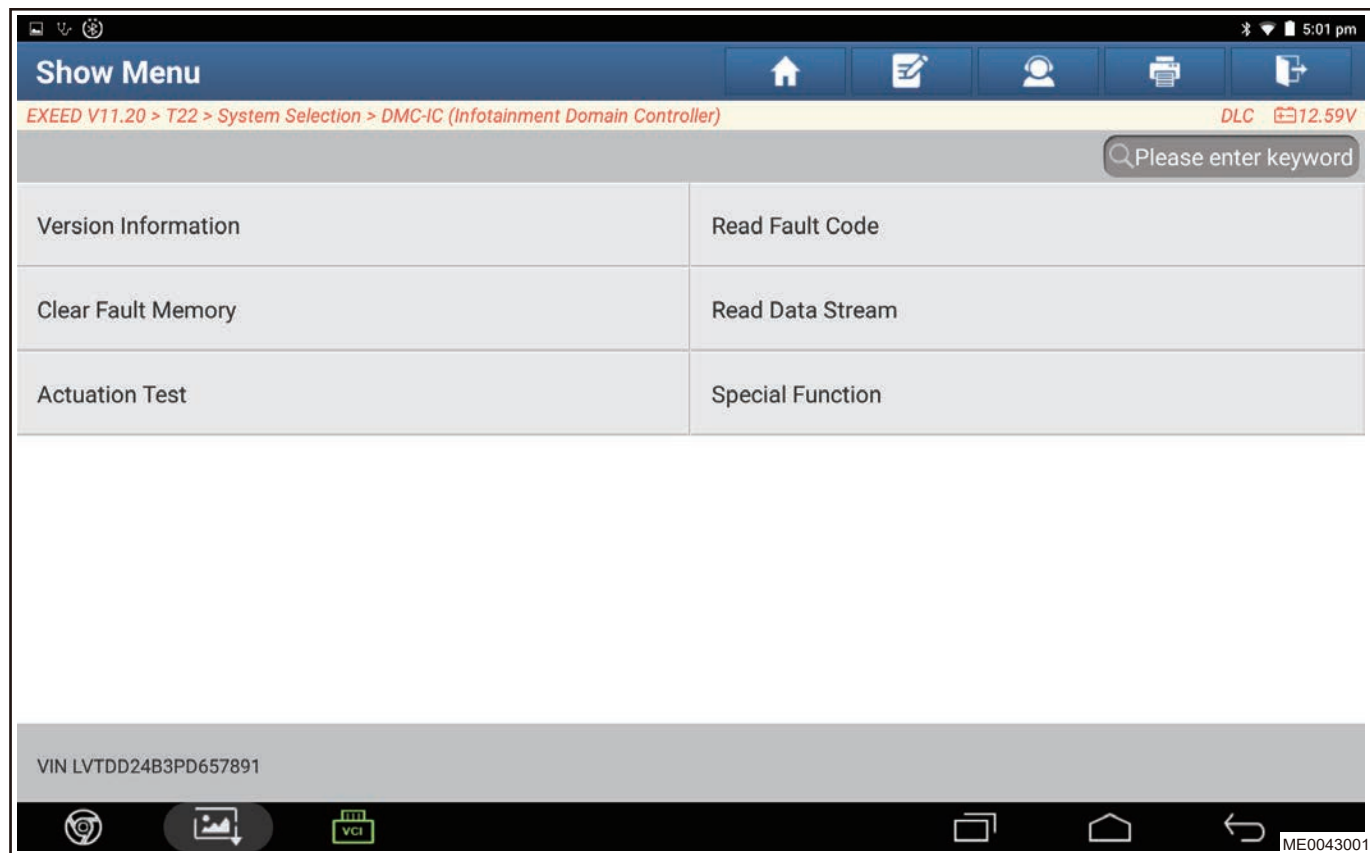 5:01 pm
Show Menu
EXEED V11.20 > T22 > System Selection > DMC-IC (Infotainment Domain Controller)
DLC 12.59V
Please enter keyword
Version Information
Read Fault Code
Clear Fault Memory
Read Data Stream
Actuation Test
Special Function
VIN LVTDD24B3PD657891
VCI
ME0043001